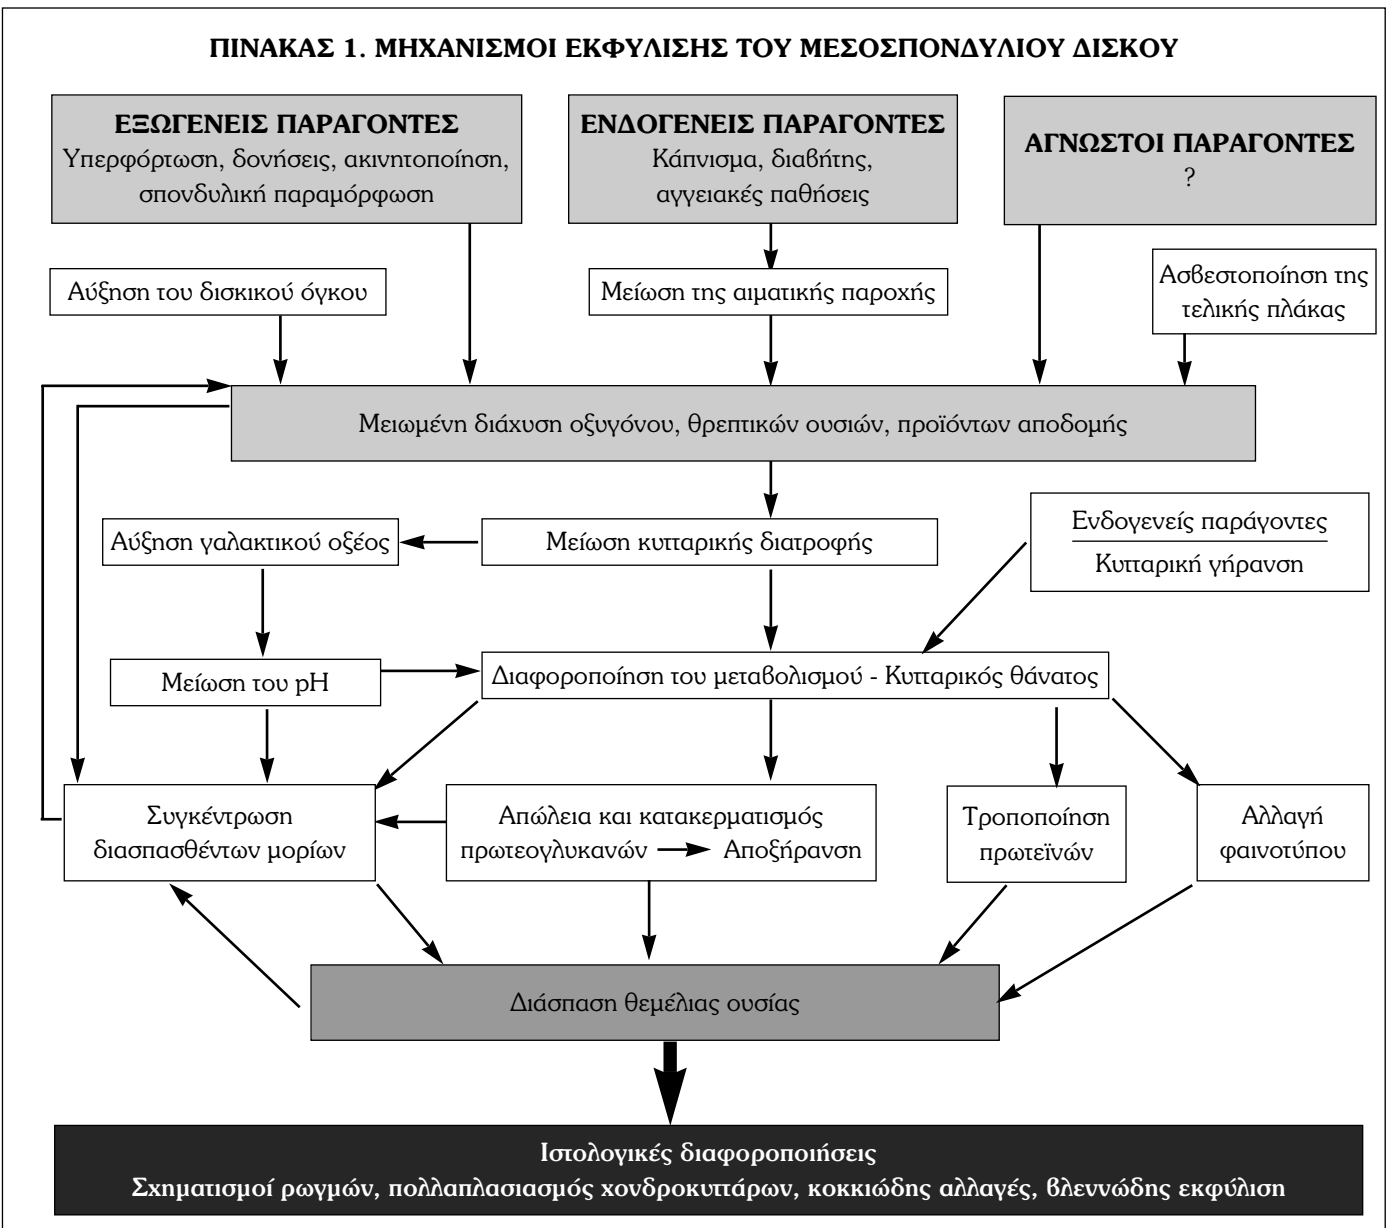 ΠΙΝΑΚΑΣ 1. ΜΗΧΑΝΙΣΜΟΙ ΕΚΦΥΛΙΣΗΣ ΤΟΥ ΜΕΣΟΣΠΟΝΔΥΛΙΟΥ ΔΙΣΚΟΥ
ΕΞΩΓΕΝΕΙΣ ΠΑΡΑΓΟΝΤΕΣ
Υπερφόρτωση, δονήσεις, ακινητοποίηση,
σπονδυλική παραμόρφωση
ΕΝΔΟΓΕΝΕΙΣ ΠΑΡΑΓΟΝΤΕΣ
Κάπνισμα, διαβήτης,
αγγειακές παθήσεις
ΑΓΝΩΣΤΟΙ ΠΑΡΑΓΟΝΤΕΣ
?
Αύξηση του δισκικού όγκου
Μείωση της αιματικής παροχής
Ασβεστοποίηση της
τελικής πλάκας
Μειωμένη διάχυση οξυγόνου, θρεπτικών ουσιών, προϊόντων αποδομής
Αύξηση γαλακτικού οξέος
Μείωση κυτταρικής διατροφής
Ενδογενείς παράγοντες
Κυτταρική γήρανση
Μείωση του pH
Διαφοροποίηση του μεταβολισμού - Κυτταρικός θάνατος
Συγκέντρωση
διασπασθέντων μορίων
Απώλεια και κατακερματισμός
πρωτεογλυκανών Αποξήρανση
Τροποποίηση
πρωτεϊνών
Αλλαγή
φαινοτύπου
Διάσπαση θεμέλιας ουσίας
Ιστολογικές διαφοροποιήσεις
Σχηματισμοί ρωγμών, πολλαπλασιασμός χονδροκυττάρων, κοκκιώδης αλλαγές, βλεννώδης εκφύλιση